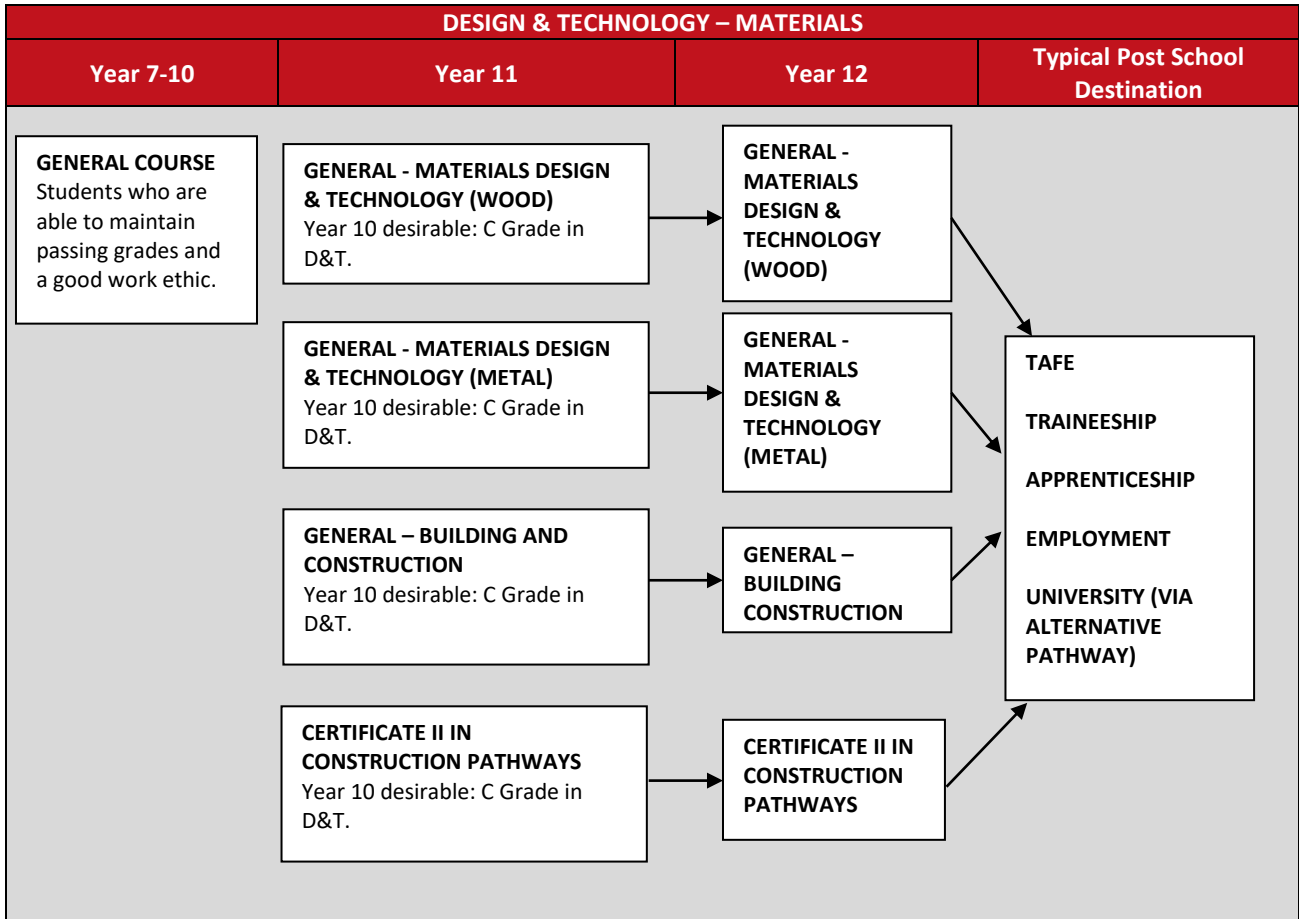 DESIGN & TECHNOLOGY – MATERIALS
Year 7-10
Year 11
Year 12
Typical Post School
Destination
GENERAL COURSE
Students who are
able to maintain
passing grades and
a good work ethic.
GENERAL - MATERIALS DESIGN
& TECHNOLOGY (WOOD)
Year 10 desirable: C Grade in
D&T.
GENERAL - MATERIALS DESIGN
& TECHNOLOGY (METAL)
Year 10 desirable: C Grade in
D&T.
GENERAL – BUILDING AND
CONSTRUCTION
Year 10 desirable: C Grade in
D&T.
CERTIFICATE II IN
CONSTRUCTION PATHWAYS
Year 10 desirable: C Grade in
D&T.
GENERAL -
MATERIALS
DESIGN &
TECHNOLOGY
(WOOD)
GENERAL -
MATERIALS
DESIGN &
TECHNOLOGY
(METAL)
GENERAL –
BUILDING
CONSTRUCTION
CERTIFICATE II IN
CONSTRUCTION
PATHWAYS
TAFE
TRAINEESHIP
APPRENTICESHIP
EMPLOYMENT
UNIVERSITY (VIA
ALTERNATIVE
PATHWAY)